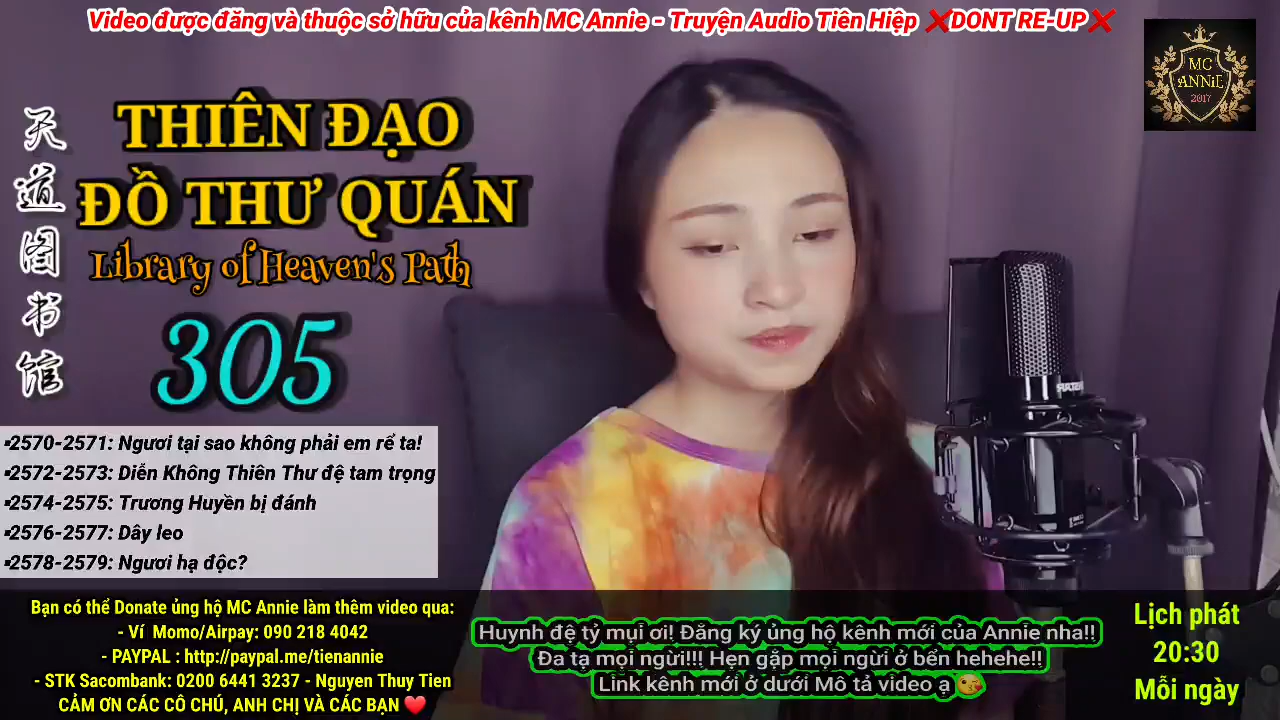 Video được đăng và thuộc sở hữu của kênh MC Annie - Truyện Audio Tiên Hiệp ❌DONT RE-UP❌
MC
ANNiE
2017
天道图书馆
THIÊN ĐẠO
ĐỒ THƯ QUÁN
Library of Heaven's Path
305
▪2570-2571: Ngươi tại sao không phải em rể ta!
▪2572-2573: Diễn Không Thiên Thư đệ tam trọng
▪2574-2575: Trương Huyền bị đánh
▪2576-2577: Dây leo
▪2578-2579: Ngươi hạ độc?
Bạn có thể Donate ủng hộ MC Annie làm thêm video qua:
- Ví Momo/Airpay: 090 218 4042
- PAYPAL : http://paypal.me/tienannie
- STK Sacombank: 0200 6441 3237 - Nguyen Thuy Tien
CẢM ƠN CÁC CÔ CHÚ, ANH CHỊ VÀ CÁC BẠN ❤️
Huynh đệ tỷ muị ơi! Đăng ký ủng hộ kênh mới của Annie nha!!
Đa tạ mọi ngừi!!! Hẹn gặp mọi ngừi ở bển hehehe!!
Link kênh mới ở dưới Mô tả video ạ😘
Lịch phát
20:30
Mỗi ngày